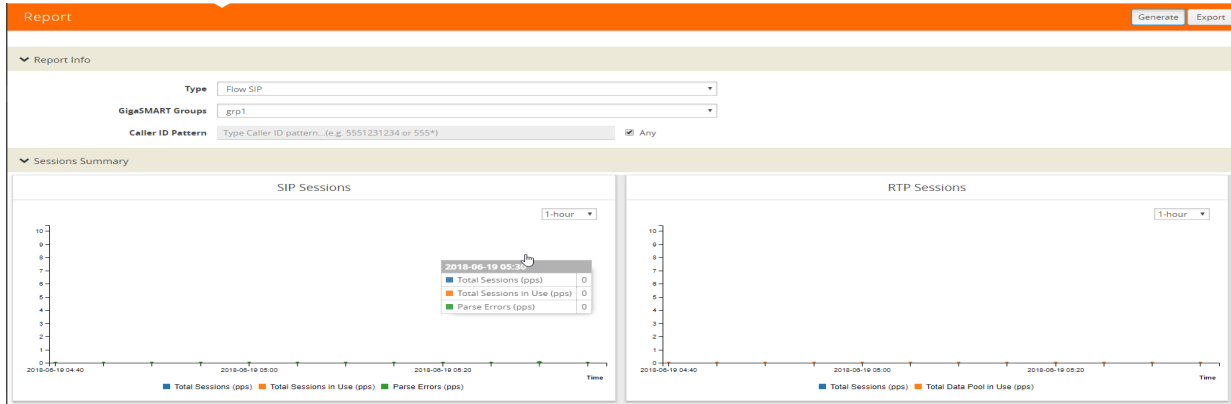 Report
Generate Export
Report Info
Type Flow SIP
GigaSMART Groups grp1
Caller ID Pattern Type Caller ID pattern...(e.g. 5551231234 or 555*) Any
Sessions Summary
SIP Sessions
1-hour
10
9
8
7
6
5
4
3
2
1
0
2018-06-19 05:30
Total Sessions (pps) 0
Total Sessions in Use (pps) 0
Parse Errors (pps) 0
2018-06-19 04:40 2018-06-19 05:00 2018-06-19 05:20
Time
Total Sessions (pps) Total Sessions in Use (pps) Parse Errors (pps)
RTP Sessions
1-hour
10
9
8
7
6
5
4
3
2
1
0
2018-06-19 04:40 2018-06-19 05:00 2018-06-19 05:20
Time
Total Sessions (pps) Total Data Pool in Use (pps)